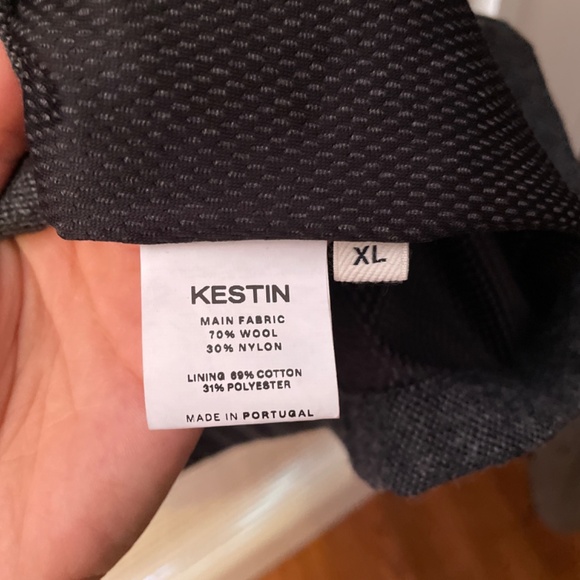 KESTIN
MAIN FABRIC
70% WOOL
30% NYLON
LINING 69% COTTON
31% POLYESTER
MADE IN PORTUGAL
XL